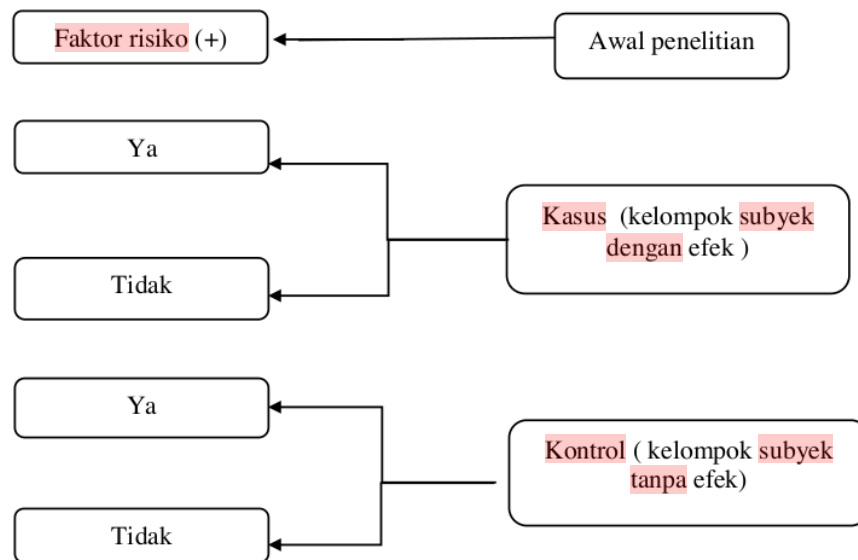 Faktor risiko (+)
Awal penelitian
Ya
Kasus (kelompok subyek
dengan efek )
Tidak
Ya
Kontrol ( kelompok subyek
tanpa efek)
Tidak